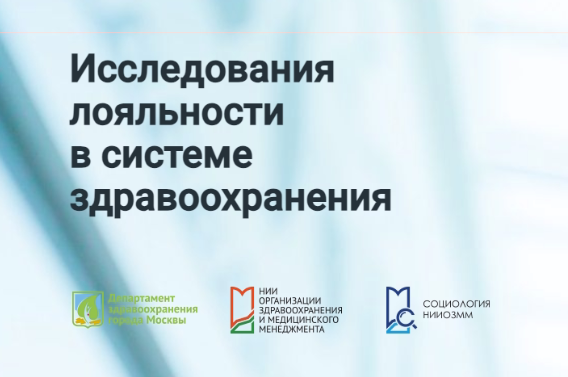 Исследования
лояльности
в системе
здравоохранения
Департамент
здравоохранения
города Москвы
НИИ
ОРГАНИЗАЦИИ
ЗДРАВООХРАНЕНИЯ
И МЕДИЦИНСКОГО
МЕНЕДЖМЕНТА
СОЦИОЛОГИЯ
НИИОЗММ